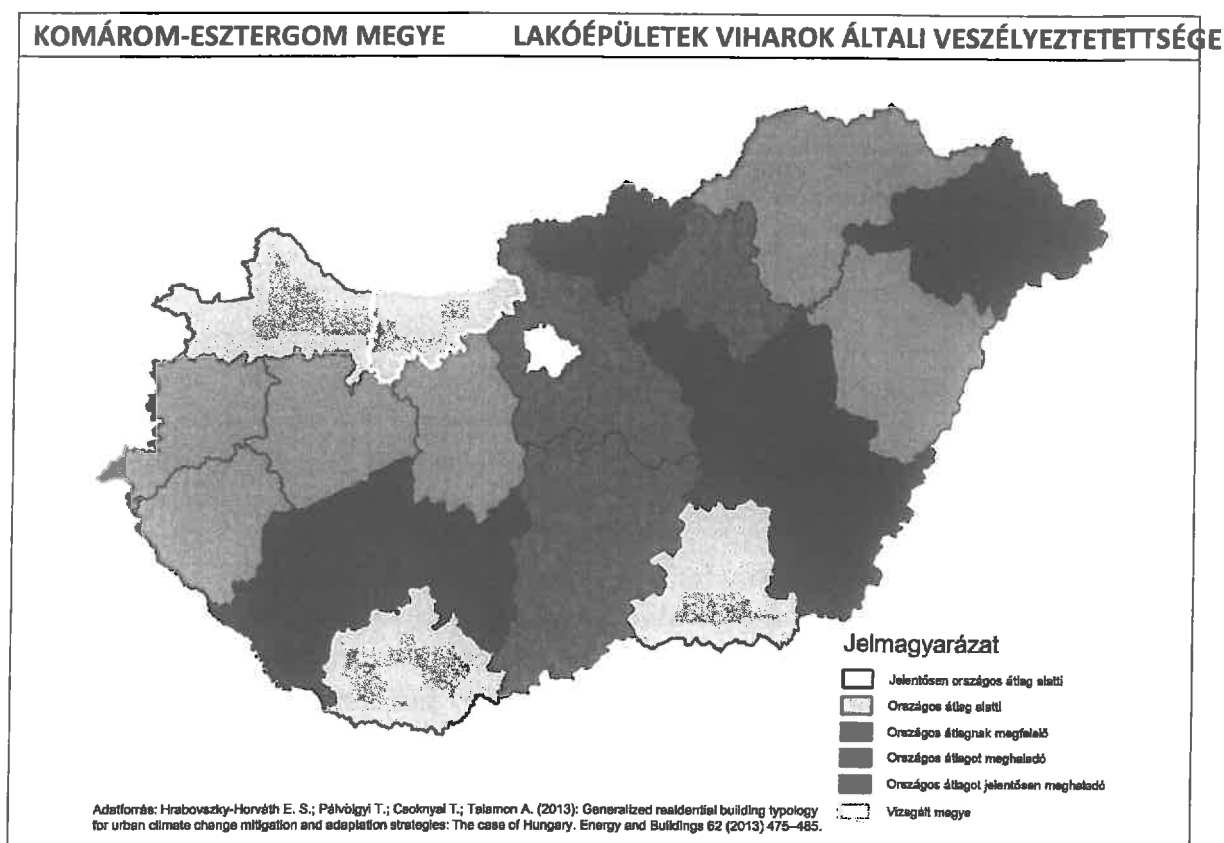 KOMÁROM-ESZTERGOM MEGYE LAKÓÉPÜLETEK VIHAROK ÁLTALI VESZÉLYEZTETETTSÉGE
Jelmagyarázat
Jelentősen országos átlag alatti
Országos átlag alatti
Országos átlagnak megfelelő
Országos átlagot meghaladó
Országos átlagot jelentősen meghaladó
Vizsgált megye
Adatforrás: Hrabovszky-Horváth E. S.; Pálvölgyi T.; Csoknyai T.; Talamon A. (2013): Generalized residential building typology
for urban climate change mitigation and adaptation strategies: The case of Hungary. Energy and Buildings 62 (2013) 475–485.